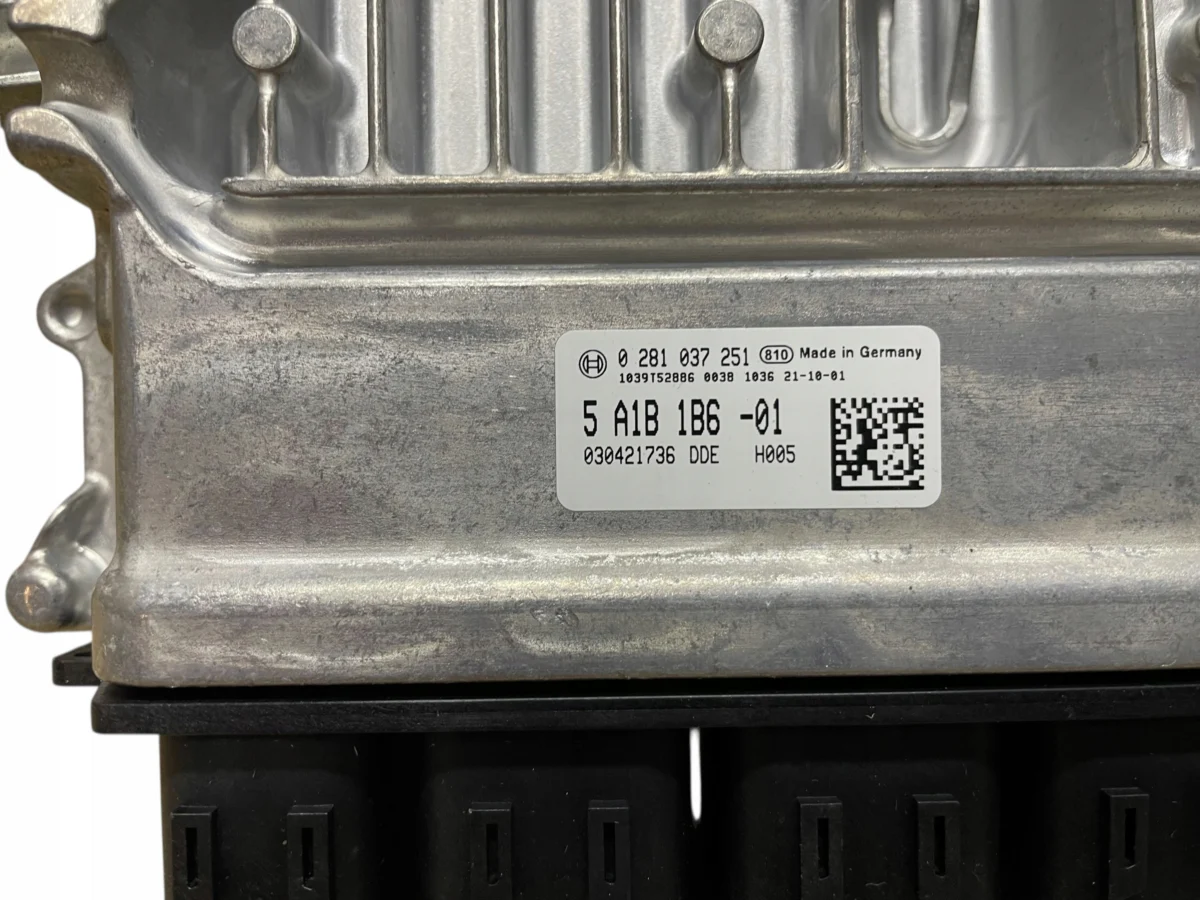 0 281 037 251 810 Made in Germany
1039T52886 0038 1036 21-10-01
5 A1B 1B6 -01
030421736 DDE H005